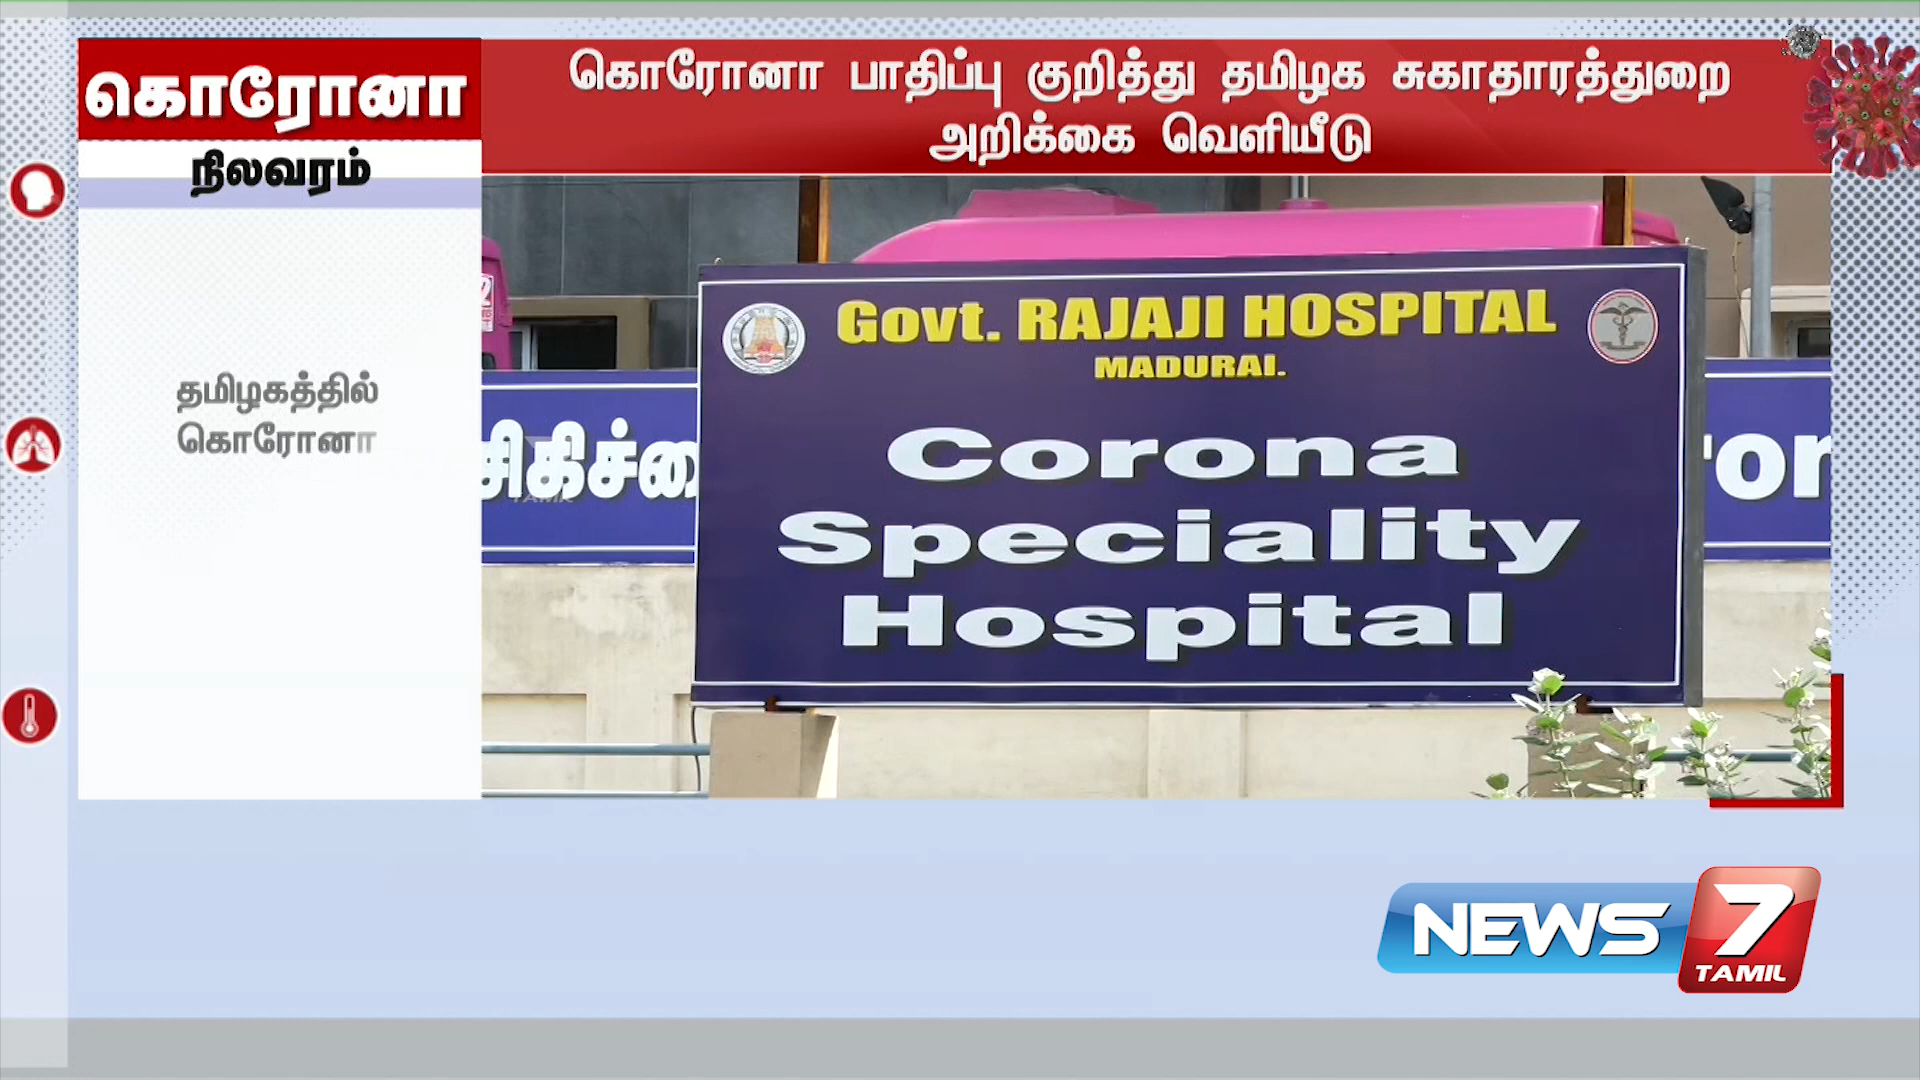 கொரோனா
நிலவரம்
கொரோனா பாதிப்பு குறித்து தமிழக சுகாதாரத்துறை
அறிக்கை வெளியீடு
தமிழகத்தில்
கொரோனா
Govt. RAJAJI HOSPITAL
MADURAI.
Corona
Speciality
Hospital
NEWS 7
TAMIL